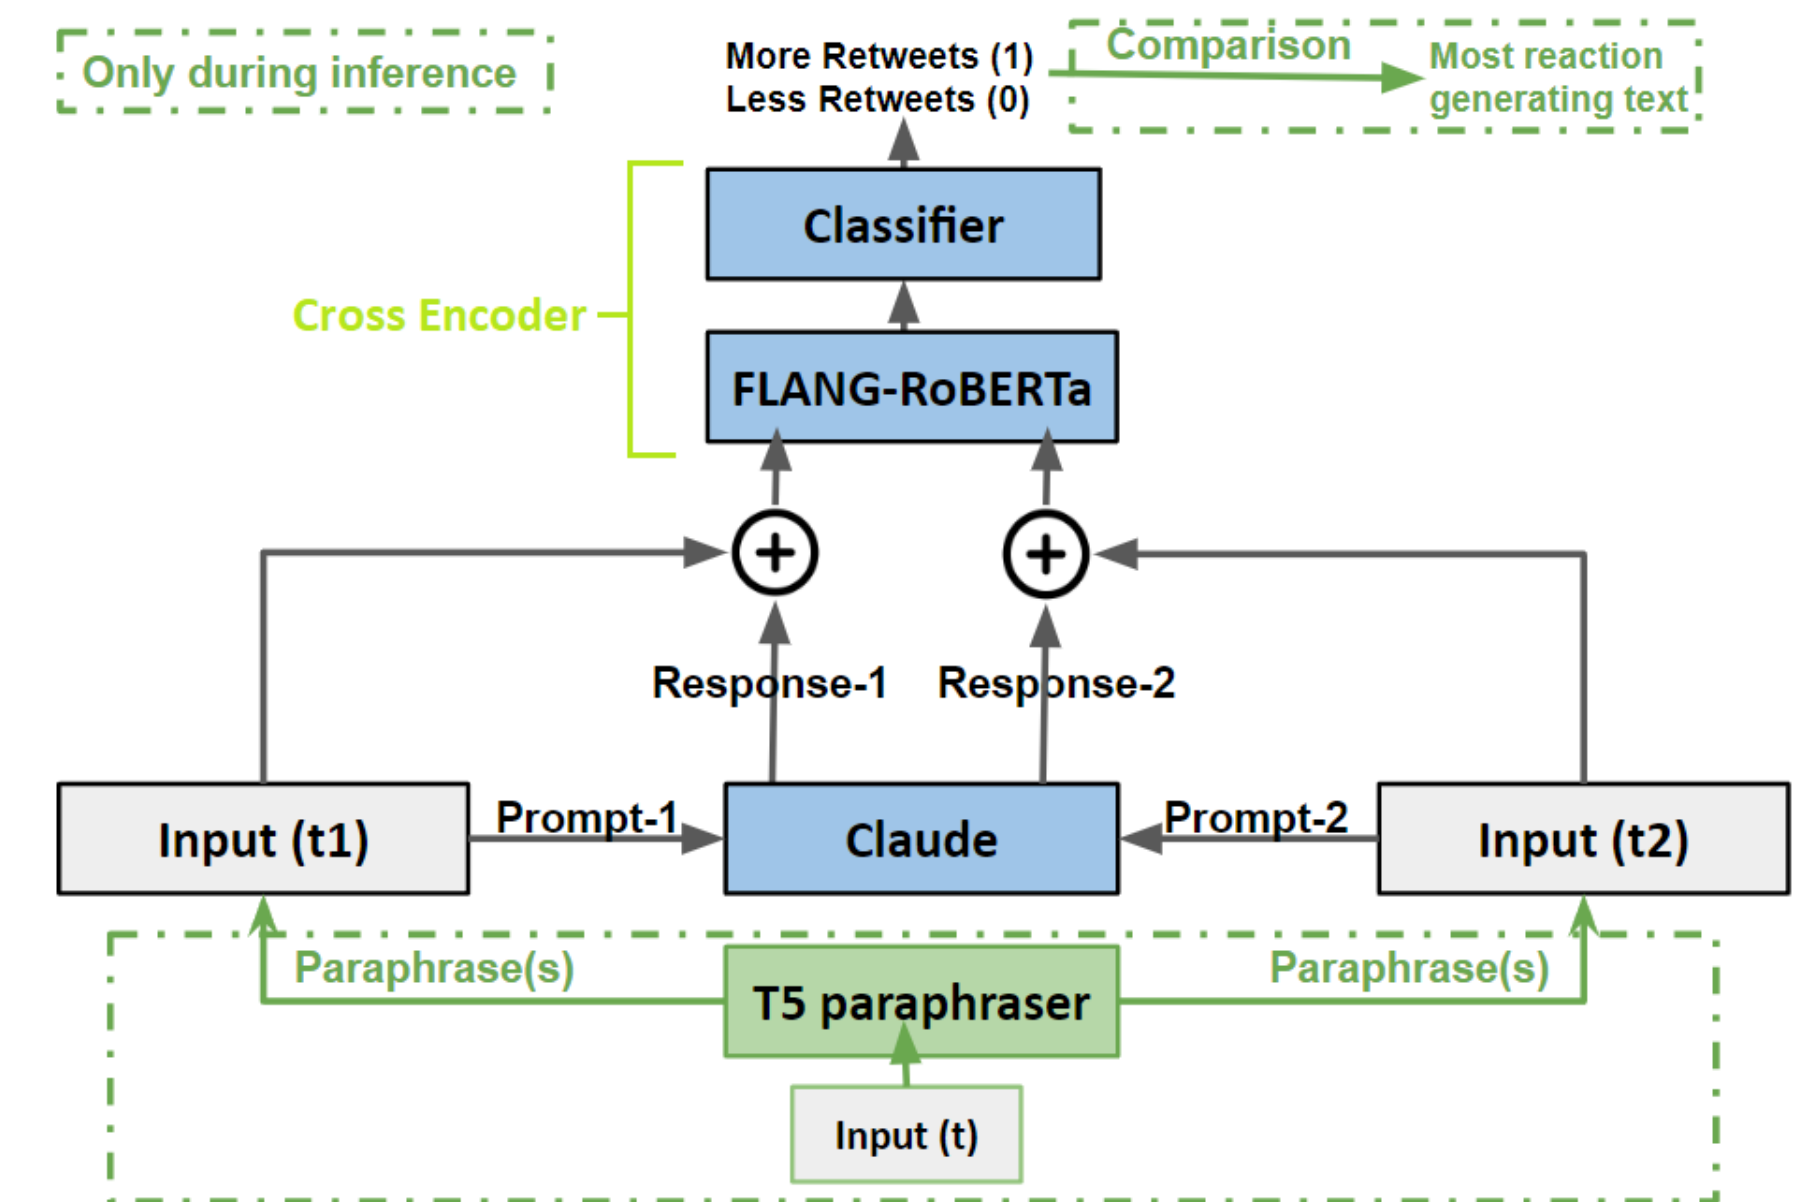 Only during inference
More Retweets (1)
Less Retweets (0)
Comparison
Most reaction
generating text
Classifier
Cross Encoder
FLANG-RoBERTa
+
+
Response-1
Response-2
Input (t1)
Prompt-1
Claude
Prompt-2
Input (t2)
Paraphrase(s)
T5 paraphraser
Paraphrase(s)
Input (t)